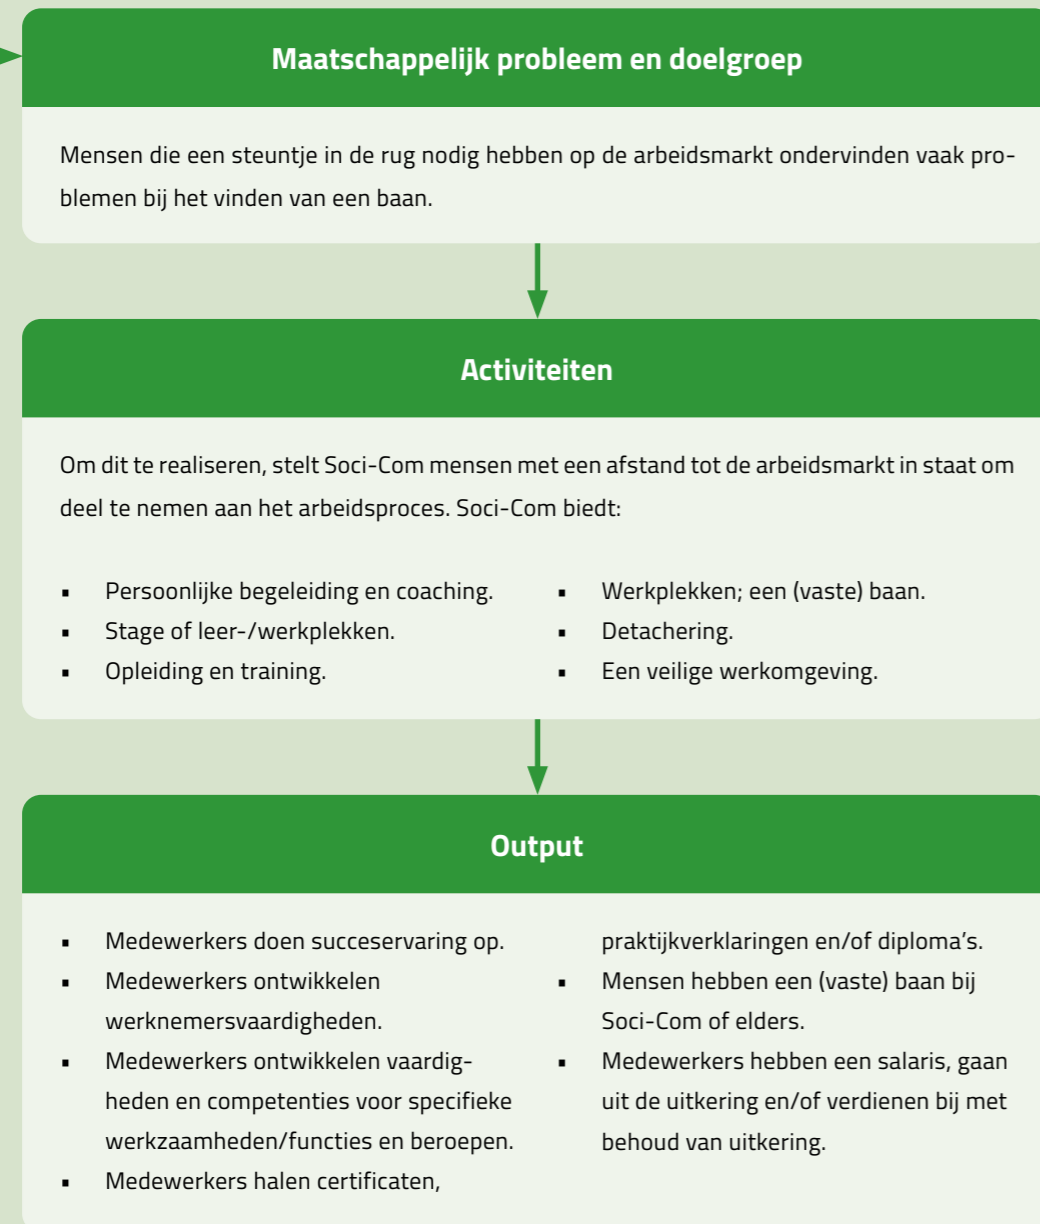 Maatschappelijk probleem en doelgroep
Mensen die een steuntje in de rug nodig hebben op de arbeidsmarkt ondervinden vaak pro-
blemen bij het vinden van een baan.
Activiteiten
Om dit te realiseren, stelt Soci-Com mensen met een afstand tot de arbeidsmarkt in staat om
deel te nemen aan het arbeidsproces. Soci-Com biedt:
▪ Persoonlijke begeleiding en coaching.
▪ Stage of leer-/werkplekken.
▪ Opleiding en training.
▪ Werkplekken; een (vaste) baan.
▪ Detachering.
▪ Een veilige werkomgeving.
Output
▪ Medewerkers doen succeservaring op.
▪ Medewerkers ontwikkelen
werknemersvaardigheden.
▪ Medewerkers ontwikkelen vaardig-
heden en competenties voor specifieke
werkzaamheden/functies en beroepen.
▪ Medewerkers halen certificaten,
praktijkverklaringen en/of diploma's.
▪ Mensen hebben een (vaste) baan bij
Soci-Com of elders.
▪ Medewerkers hebben een salaris, gaan
uit de uitkering en/of verdienen bij met
behoud van uitkering.